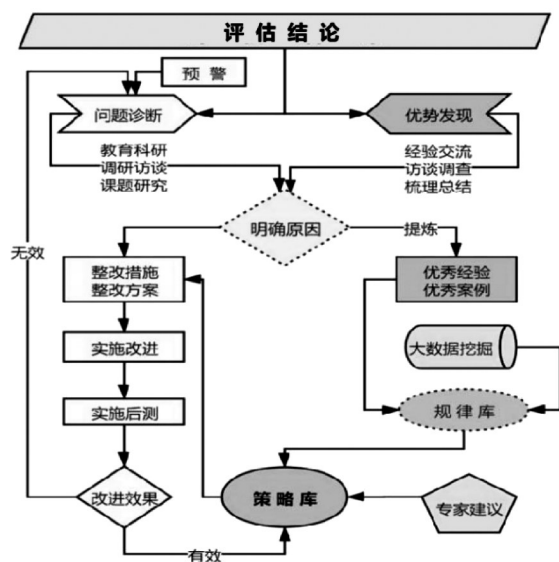 评估结论
预警
问题诊断
优势发现
教育科研
调研访谈
课题研究
经验交流
访谈调查
梳理总结
明确原因
提炼
无效
整改措施
整改方案
优秀经验
优秀案例
实施改进
大数据挖掘
实施后测
规律库
改进效果
策略库
专家建议
有效